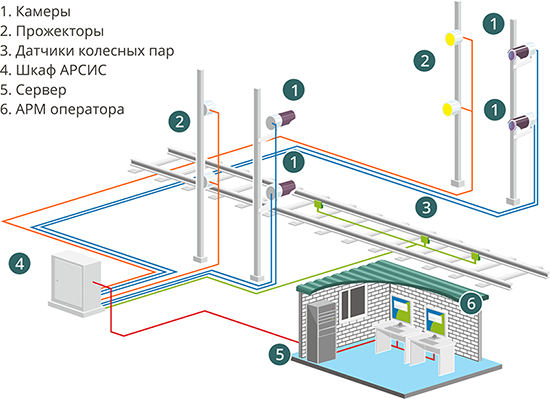 1. Камеры
2. Прожекторы
3. Датчики колесных пар
4. Шкаф АРСИС
5. Сервер
6. АРМ оператора
1
2
1
1
2
1
3
4
5
6